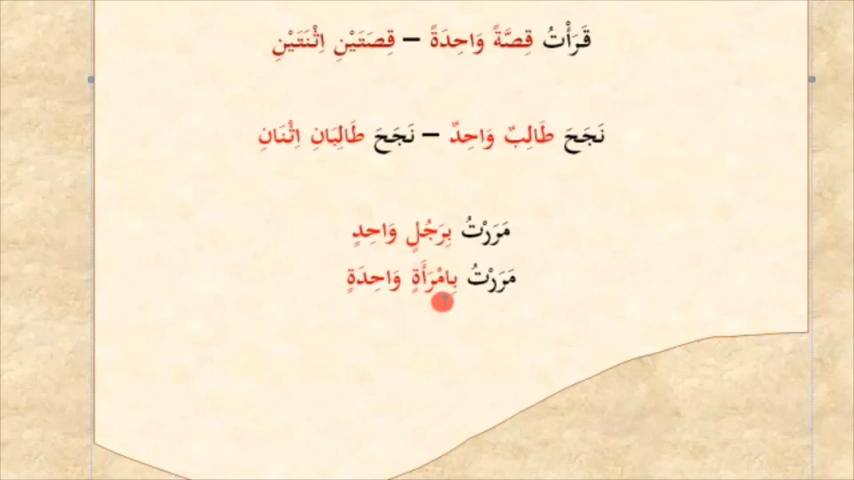 قَرَأْتُ قِصَّةً وَاحِدَةً – قِصَتَيْنِ اِثْنَتَيْنِ
نَجَحَ طَالِبٌ وَاحِدٌ – نَجَحَ طَالِبَانِ اِثْنَانِ
مَرَرْتُ بِرَجُلٍ وَاحِدٍ
مَرَرْتُ بِامْرَأَةٍ وَاحِدَةٍ